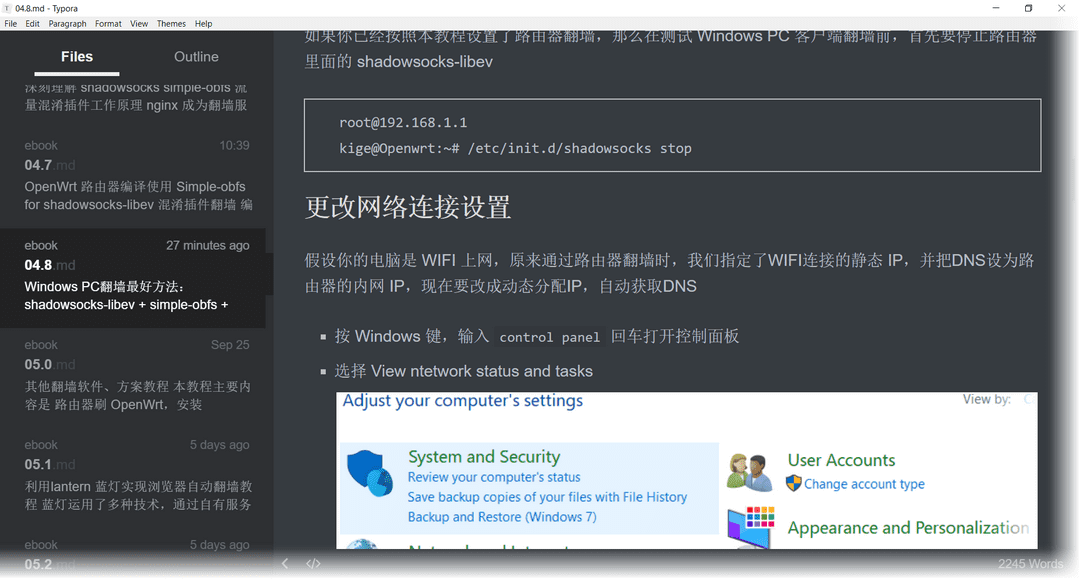 04.8.md - Typora
File Edit Paragraph Format View Themes Help
Files Outline
深刻理解 shadowsocks simple-obfs 流
量混淆插件工作原理 nginx 成为翻墙服
ebook 10:39
04.7.md
OpenWrt 路由器编译使用 Simple-obfs
for shadowsocks-libev 混淆插件翻墙 编
ebook 27 minutes ago
04.8.md
Windows PC翻墙最好方法：
shadowsocks-libev + simple-obfs +
ebook Sep 25
05.0.md
其他翻墙软件、方案教程 本教程主要内
容是 路由器刷 OpenWrt，安装
ebook 5 days ago
05.1.md
利用lantern 蓝灯实现浏览器自动翻墙教
程 蓝灯运用了多种技术，通过自有服务
ebook 5 days ago
05.2.md
如果你已经按照本教程设置了路由器翻墙，那么在测试 Windows PC 客户端翻墙前，首先要停止路由器
里面的 shadowsocks-libev
root@192.168.1.1
kige@Openwrt:~# /etc/init.d/shadowsocks stop
更改网络连接设置
假设你的电脑是 WIFI 上网，原来通过路由器翻墙时，我们指定了WIFI连接的静态 IP，并把DNS设为路
由器的内网 IP，现在要改成动态分配IP，自动获取DNS
按 Windows 键，输入 control panel 回车打开控制面板
选择 View ntetwork status and tasks
Adjust your computer's settings
View by:
System and Security
Review your computer's status
Save backup copies of your files with File History
Backup and Restore (Windows 7)
User Accounts
Change account type
Appearance and Personalization
2245 Words